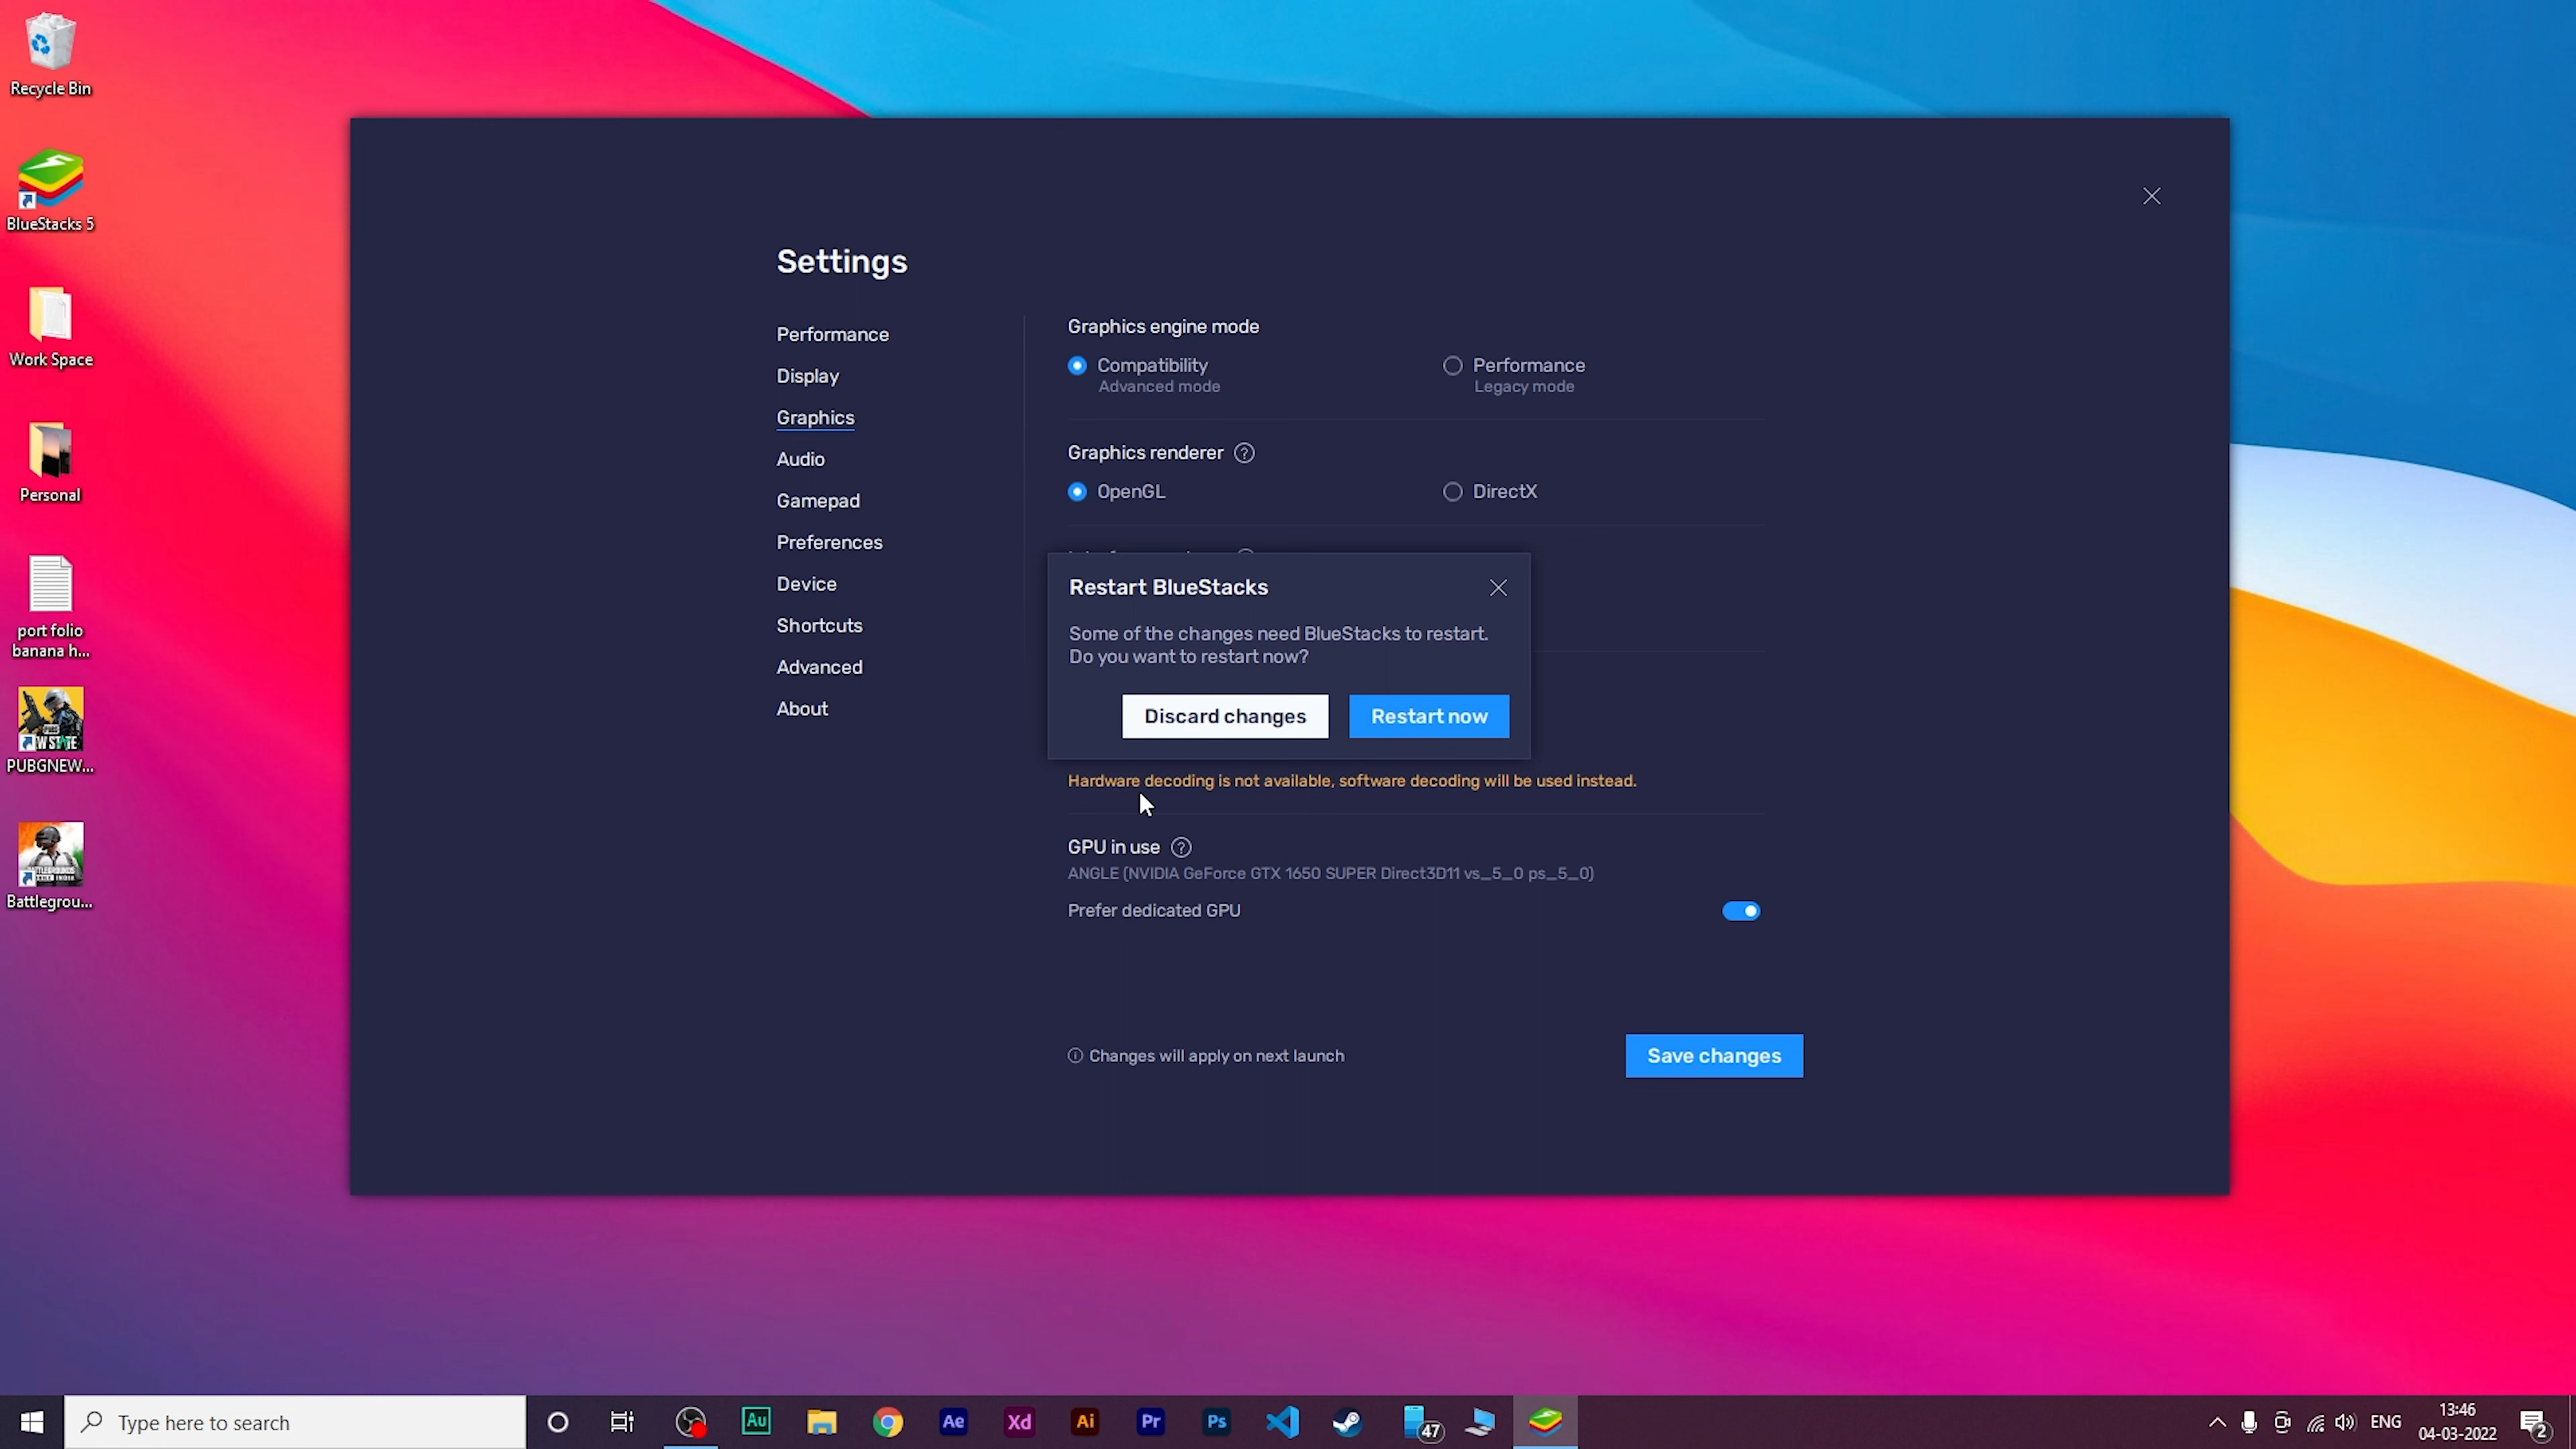 Recycle Bin
BlueStacks 5
Work Space
Personal
port folio
banana h...
PUBGNEW...
Battlegrou...
Settings
Performance
Display
Graphics
Audio
Gamepad
Preferences
Device
Shortcuts
Advanced
About
Graphics engine mode
Compatibility
Advanced mode
Performance
Legacy mode
Graphics renderer
OpenGL
DirectX
Restart BlueStacks
Some of the changes need BlueStacks to restart.
Do you want to restart now?
Discard changes
Restart now
Hardware decoding is not available, software decoding will be used instead.
GPU in use
ANGLE (NVIDIA GeForce GTX 1650 SUPER Direct3D11 vs_5_0 ps_5_0)
Prefer dedicated GPU
Changes will apply on next launch
Save changes
Type here to search
Au
Ae
Xd
Ai
Pr
Ps
47
ENG
13:46
04-03-2022
2